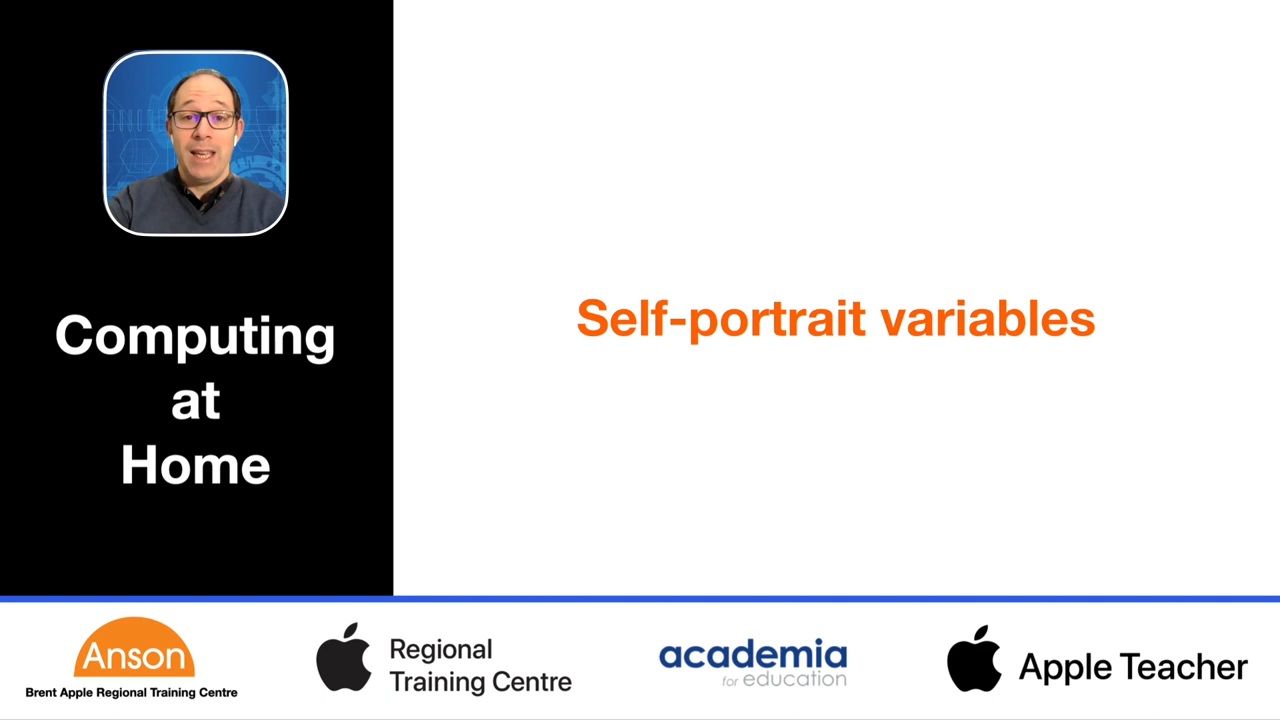 Computing
at
Home
Self-portrait variables
Anson
Brent Apple Regional Training Centre
Regional
Training Centre
academia
for education
Apple Teacher